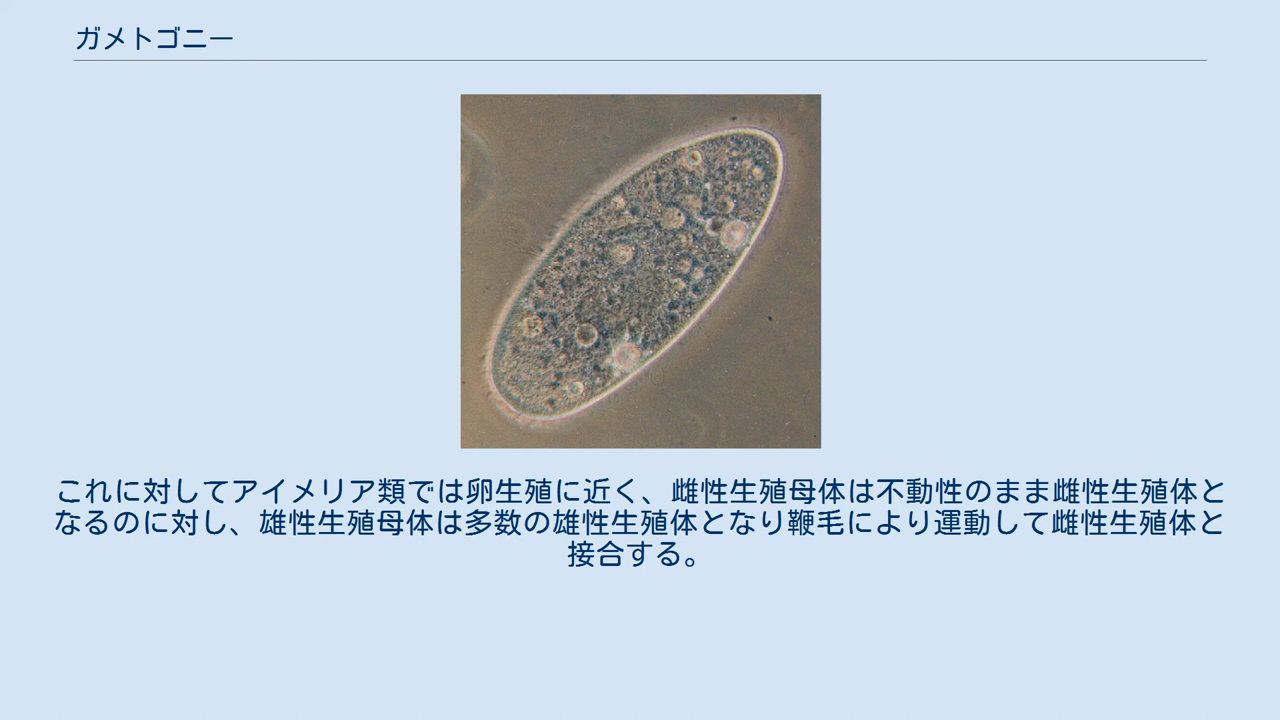 ガメトゴニー
これに対してアイメリア類では卵生殖に近く、雌性生殖母体は不動性のまま雌性生殖体と
なるのに対し、雄性生殖母体は多数の雄性生殖体となり鞭毛により運動して雌性生殖体と
接合する。